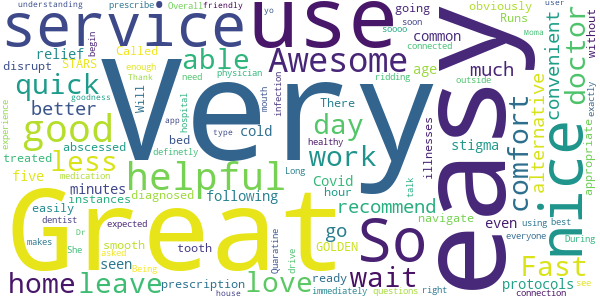 understanding
prescribe
Overall
friendly
yo
going
soon
obviously
user
service
use
relief
Called
soooo
common
Runs
without
disrupt
begin
STARS
able
Awesome
connected
Moma
convenient
doctor
quick
enough
Thank
need
physician
ridding
age
much
outside
exactly
better
goodness
Will
Very
There
easy
alternative
nice
appropriate
good
experience
abscessed
hospital
app
cold
mouth
infection
day
illnesses
comfort
stigma
treated
bed
type
definetly
healthy
work
less
helpful
Covid
five
medication
minutes
diagnosed
Long
hour
talk
recommend
instances
following
easily
dentist
Dr
expected
go
navigate
even
using
best
makes
She
asked
smooth
tooth
GOLDEN
So
everyone
During
Great
Being
seen
Quarantine
drive
Fast
home
leave
prescription
love
ready
wait
protocols
see
house
immediately
questions
right
connection